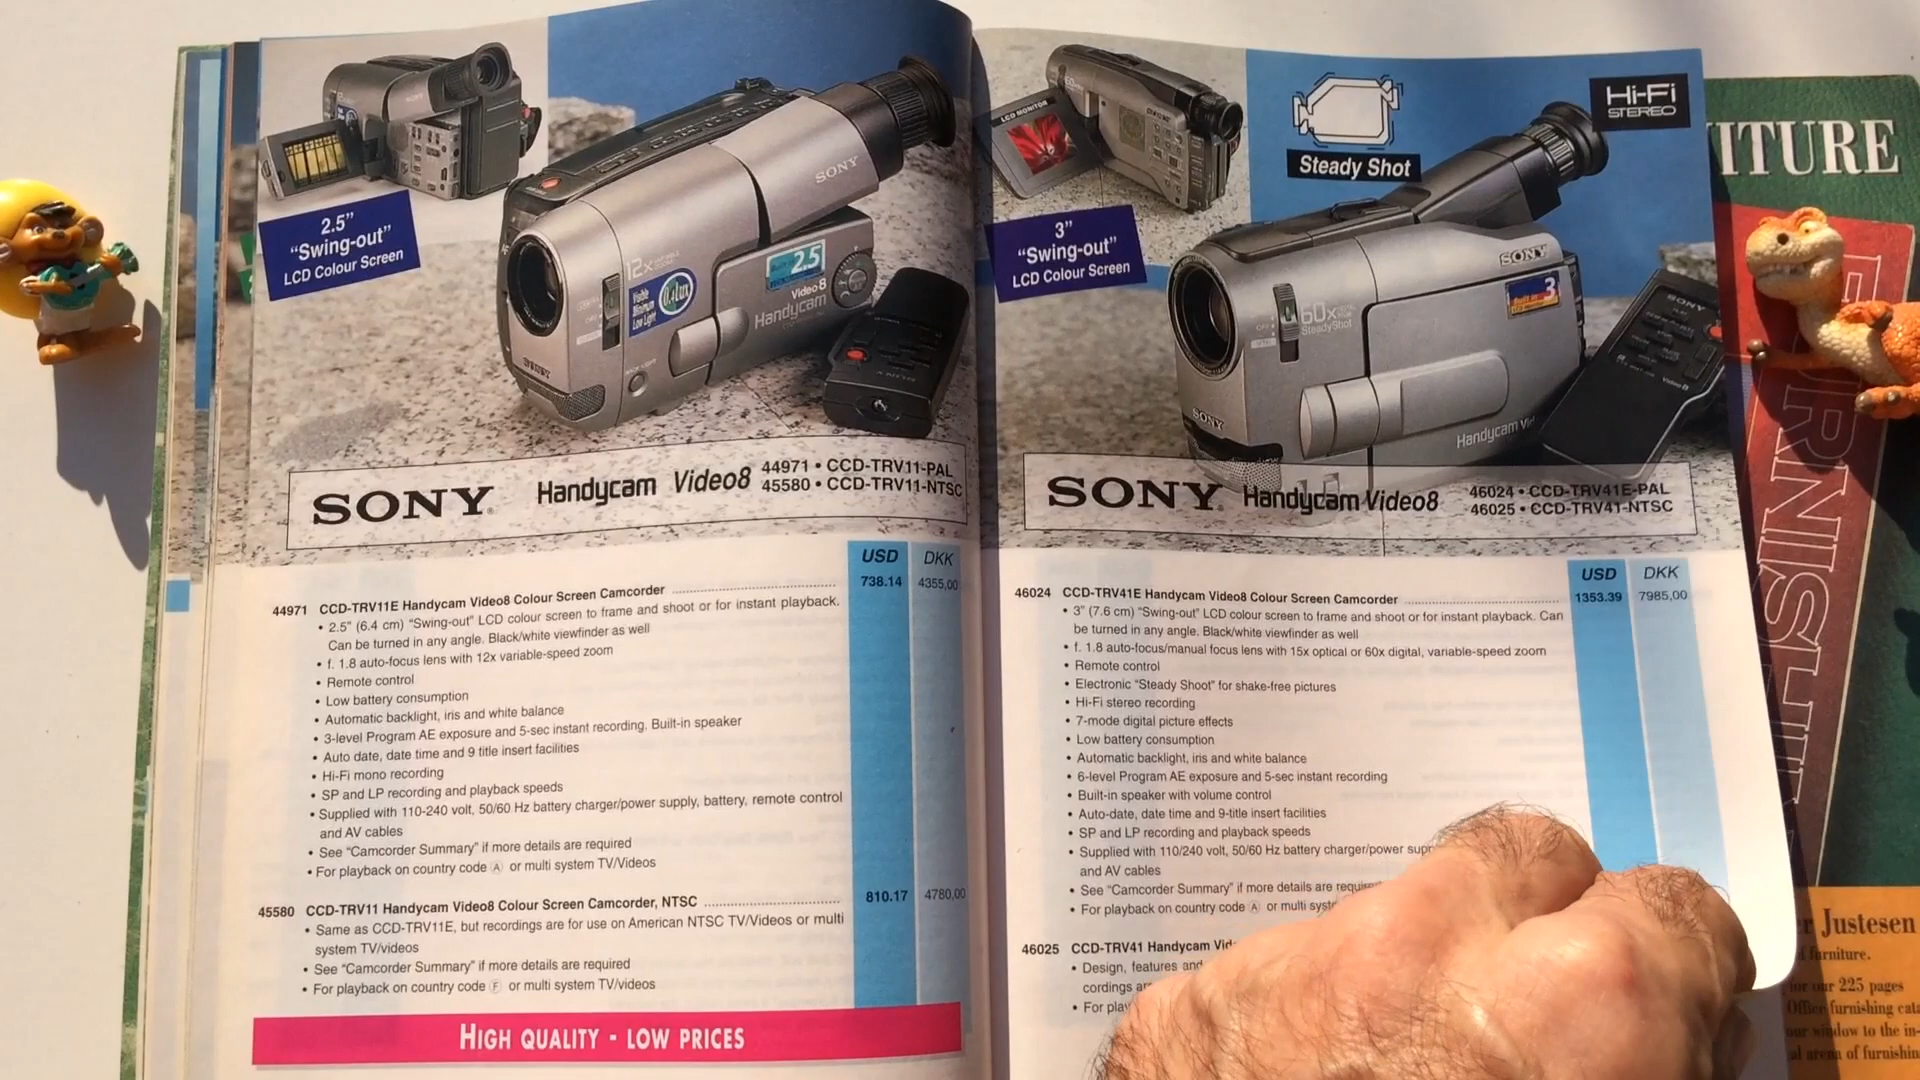 2.5"
"Swing-out"
LCD Colour Screen
SONY
12x
Visible
Minimum
Low Light
0.4 lux
2.5
Video 8
Handycam
SONY
SONY
SONY Handycam Video8
44971 • CCD-TRV11-PAL
45580 • CCD-TRV11-NTSC
USD DKK
44971 CCD-TRV11E Handycam Video8 Colour Screen Camcorder 738.14 4355,00
• 2.5" (6.4 cm) "Swing-out" LCD colour screen to frame and shoot or for instant playback.
Can be turned in any angle. Black/white viewfinder as well
• f. 1.8 auto-focus lens with 12x variable-speed zoom
• Remote control
• Low battery consumption
• Automatic backlight, iris and white balance
• 3-level Program AE exposure and 5-sec instant recording. Built-in speaker
• Auto date, date time and 9 title insert facilities
• Hi-Fi mono recording
• SP and LP recording and playback speeds
• Supplied with 110-240 volt, 50/60 Hz battery charger/power supply, battery, remote control
and AV cables
• See "Camcorder Summary" if more details are required
• For playback on country code A or multi system TV/Videos
45580 CCD-TRV11 Handycam Video8 Colour Screen Camcorder, NTSC 810.17 4780,00
• Same as CCD-TRV11E, but recordings are for use on American NTSC TV/Videos or multi
system TV/videos
• See "Camcorder Summary" if more details are required
• For playback on country code F or multi system TV/videos
HIGH QUALITY - LOW PRICES
LCD MONITOR
3"
"Swing-out"
LCD Colour Screen
Steady Shot
Hi-Fi
STEREO
SONY
3
60x
SteadyShot
SONY
Handycam
SONY
SONY Handycam Video8
46024 • CCD-TRV41E-PAL
46025 • CCD-TRV41-NTSC
USD DKK
46024 CCD-TRV41E Handycam Video8 Colour Screen Camcorder 1353.39 7985,00
• 3" (7.6 cm) "Swing-out" LCD colour screen to frame and shoot or for instant playback. Can
be turned in any angle. Black/white viewfinder as well
• f. 1.8 auto-focus/manual focus lens with 15x optical or 60x digital, variable-speed zoom
• Remote control
• Electronic "Steady Shoot" for shake-free pictures
• Hi-Fi stereo recording
• 7-mode digital picture effects
• Low battery consumption
• Automatic backlight, iris and white balance
• 6-level Program AE exposure and 5-sec instant recording
• Built-in speaker with volume control
• Auto-date, date time and 9-title insert facilities
• SP and LP recording and playback speeds
• Supplied with 110/240 volt, 50/60 Hz battery charger/power
and AV cables
• See "Camcorder Summary" if more details are
• For playback on country code A or multi
46025 CCD-TRV41 Handycam
• Design, features and
• For
ITURE
Justesen
furniture.
our 225 pages
Office furnishing
window to the in-
arena of